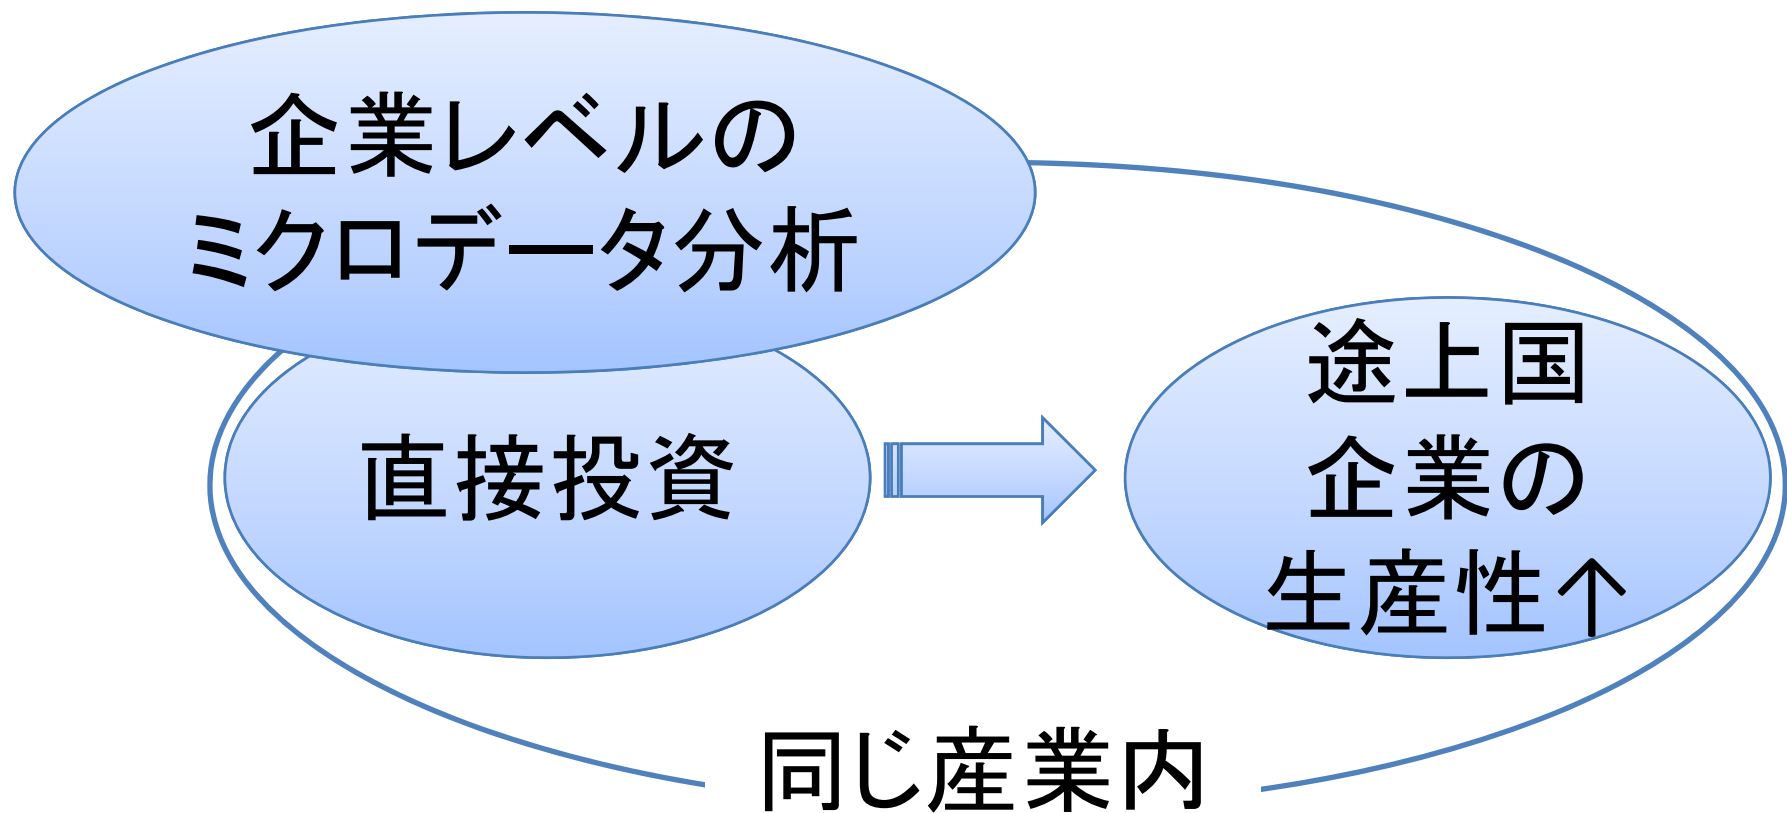 企業レベルの
ミクロデータ分析
直接投資
途上国
企業の
生産性↑
同じ産業内